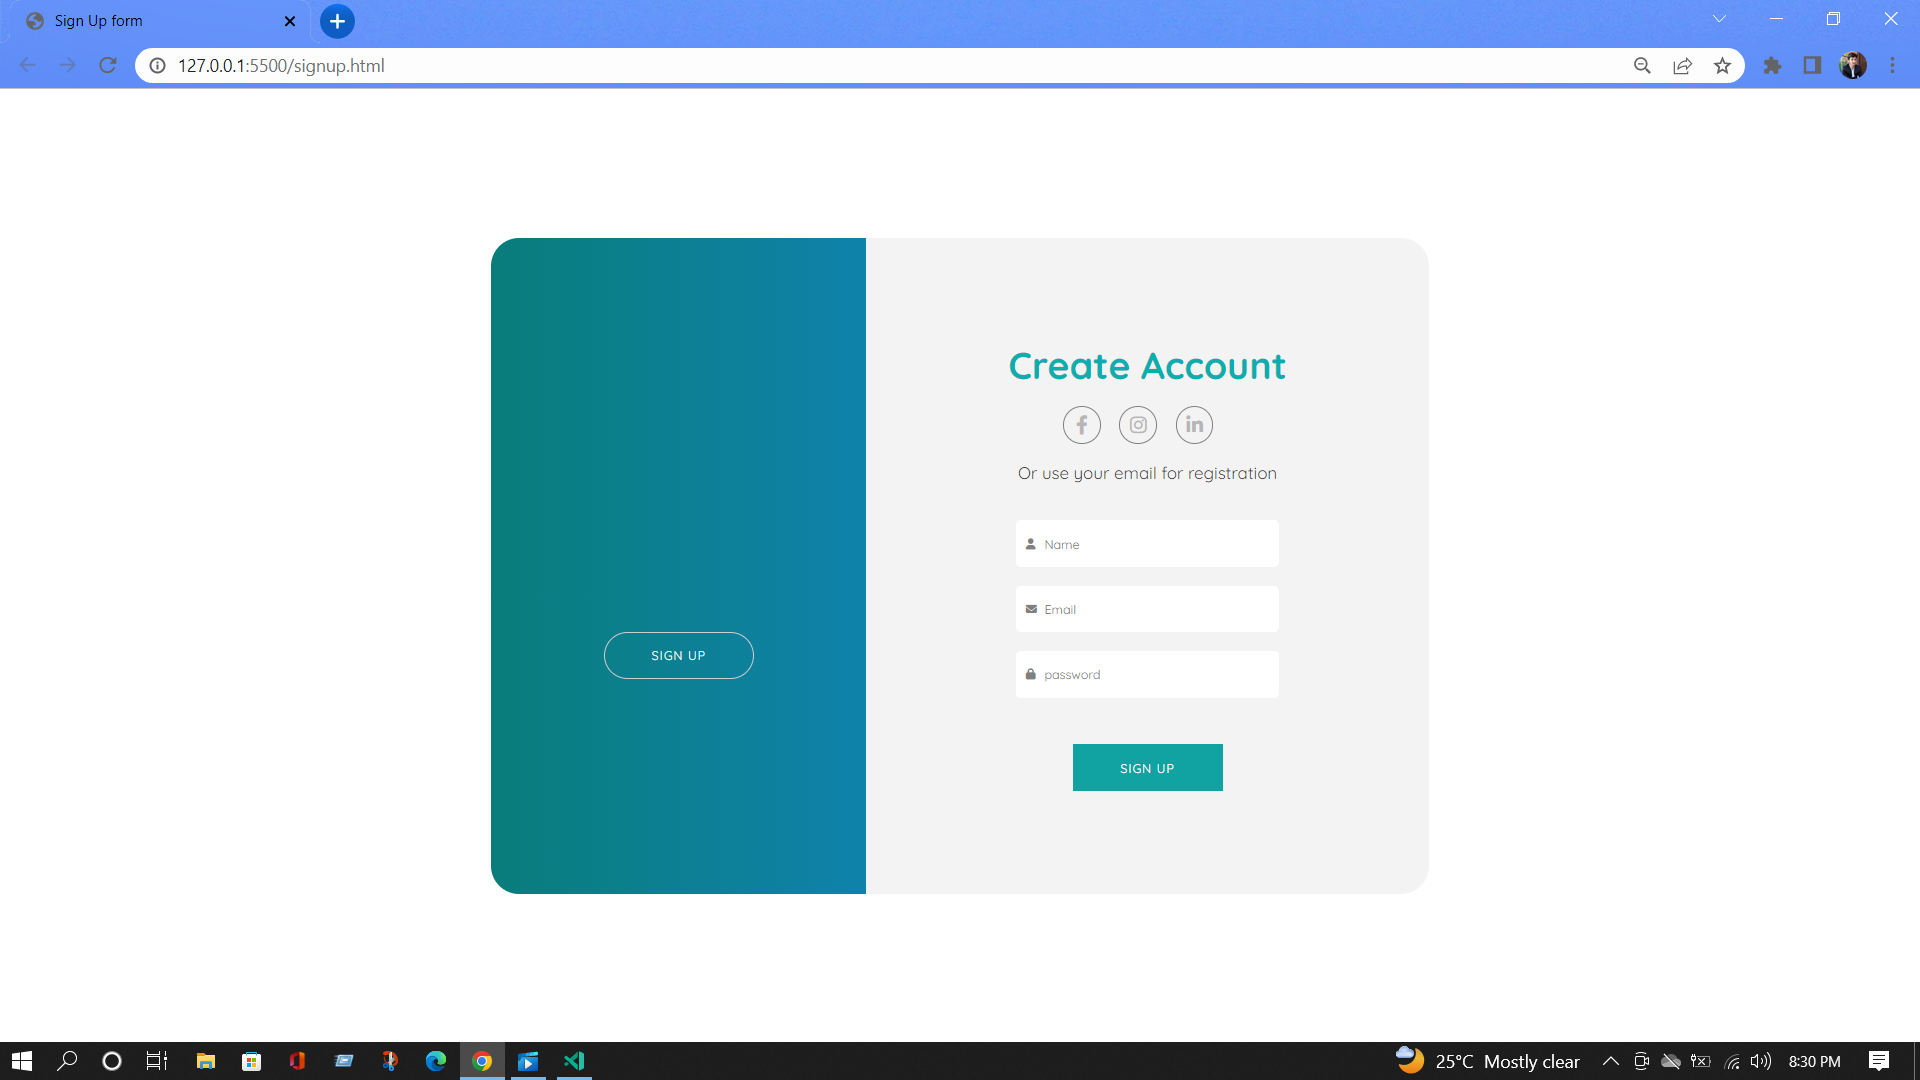 Sign Up form
127.0.0.1:5500/signup.html
Create Account
Or use your email for registration
Name
Email
SIGN UP
password
SIGN UP
25°C Mostly clear
8:30 PM